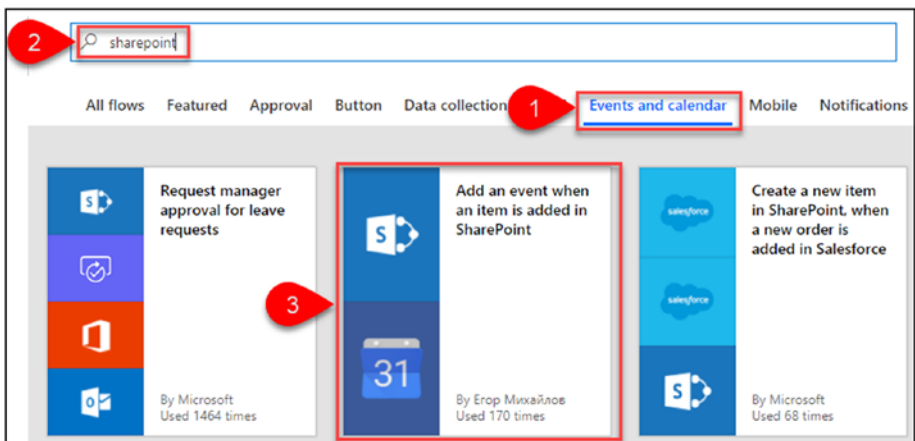 2
sharepoint
All flows Featured Approval Button Data collection 1 Events and calendar Mobile Notifications
Request manager
approval for leave
requests
By Microsoft
Used 1464 times
3
S
Add an event when
an item is added in
SharePoint
31
By Егор Михайлов
Used 170 times
salesforce
salesforce
S
Create a new item
in SharePoint, when
a new order is
added in Salesforce
By Microsoft
Used 68 times